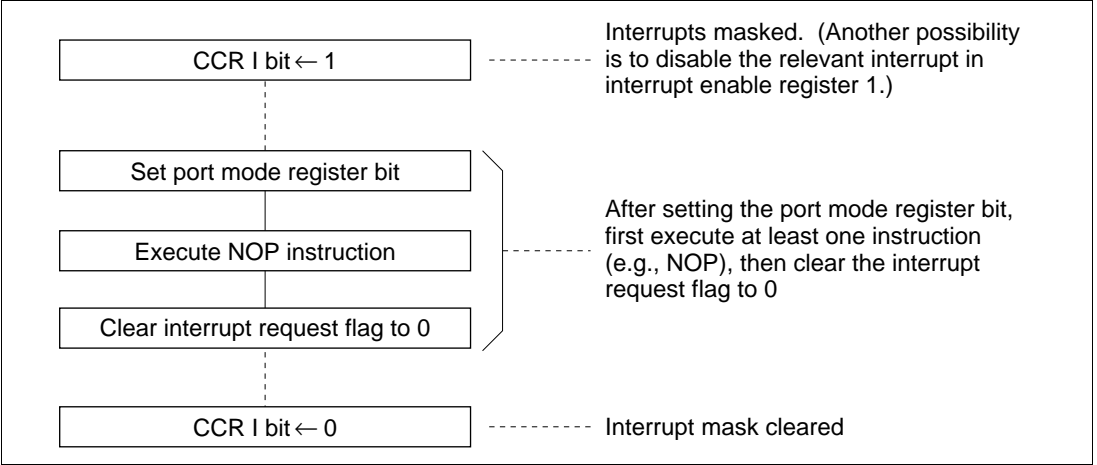 CCR I bit ← 1
Interrupts masked. (Another possibility
is to disable the relevant interrupt in
interrupt enable register 1.)
Set port mode register bit
Execute NOP instruction
Clear interrupt request flag to 0
After setting the port mode register bit,
first execute at least one instruction
(e.g., NOP), then clear the interrupt
request flag to 0
CCR I bit ← 0
Interrupt mask cleared